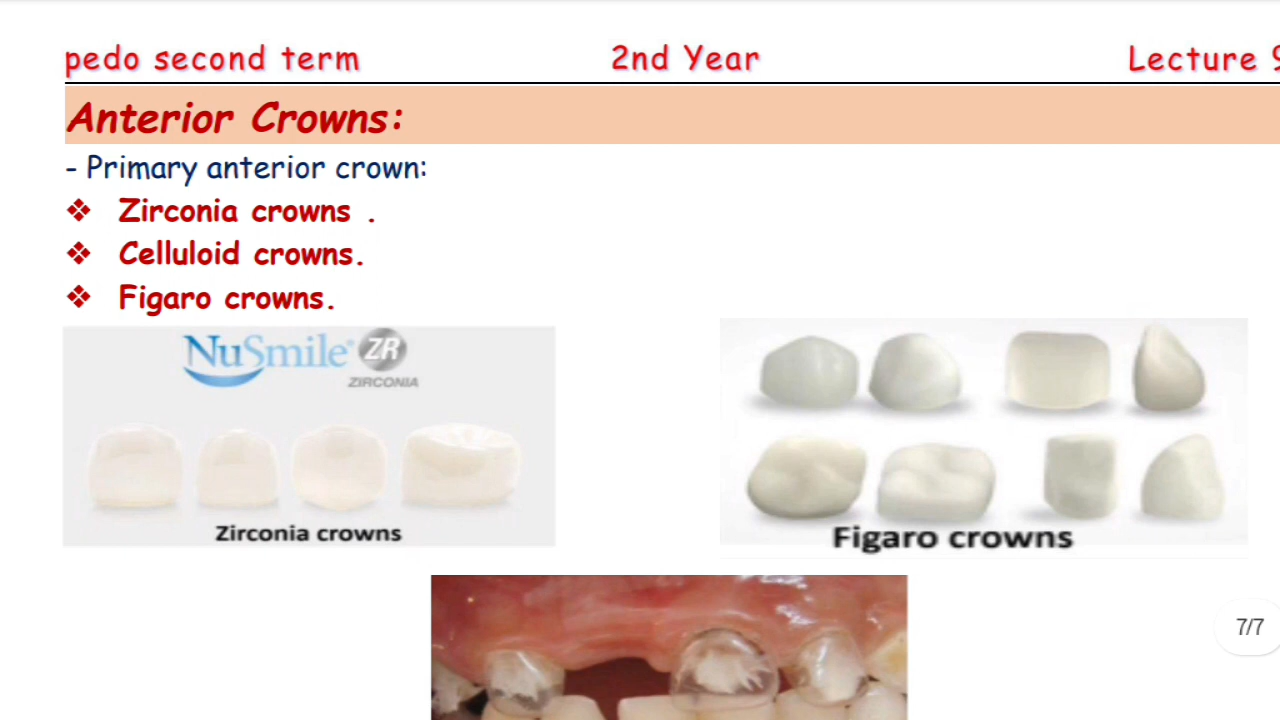 pedo second term 2nd Year Lecture 9
Anterior Crowns:
- Primary anterior crown:
❖ Zirconia crowns .
❖ Celluloid crowns.
❖ Figaro crowns.
NuSmile® ZR
ZIRCONIA
Zirconia crowns
Figaro crowns
7/7